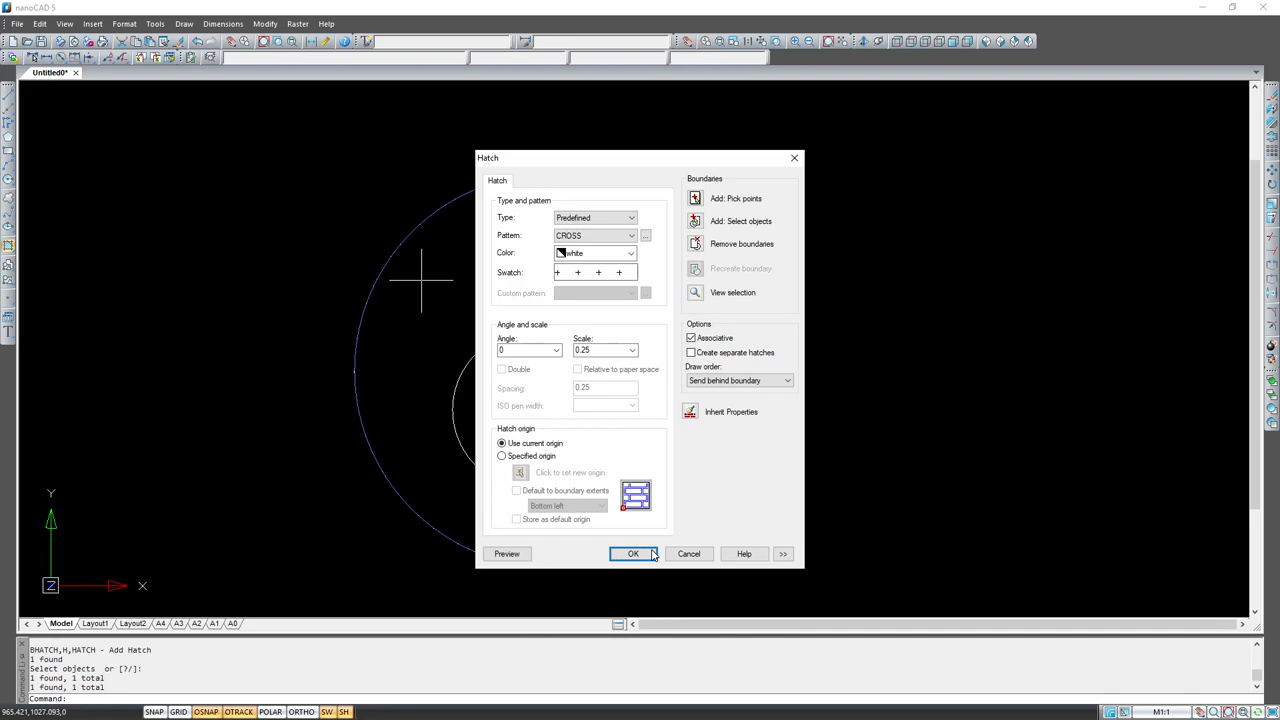 nanoCAD 5
File Edit View Insert Format Tools Draw Dimensions Modify Raster Help
Untitled0*
Hatch
Hatch
Type and pattern
Type: Predefined
Pattern: CROSS ...
Color: white
Swatch:
Custom pattern:
Angle and scale
Angle: Scale:
0 0.25
Double Relative to paper space
Spacing: 0.25
ISO pen width:
Hatch origin
Use current origin
Specified origin
Click to set new origin
Default to boundary extents
Bottom left
Store as default origin
Boundaries
Add: Pick points
Add: Select objects
Remove boundaries
Recreate boundary
View selection
Options
Associative
Create separate hatches
Draw order:
Send behind boundary
Inherit Properties
Preview OK Cancel Help >>
Y
Z X
Model Layout1 Layout2 A4 A3 A2 A1 A0
BHATCH,H,HATCH - Add Hatch
1 found
Select objects or [?/]:
1 found, 1 total
1 found, 1 total
Command:
965.421,1027.093,0 SNAP GRID OSNAP OTRACK POLAR ORTHO SW SH M1:1